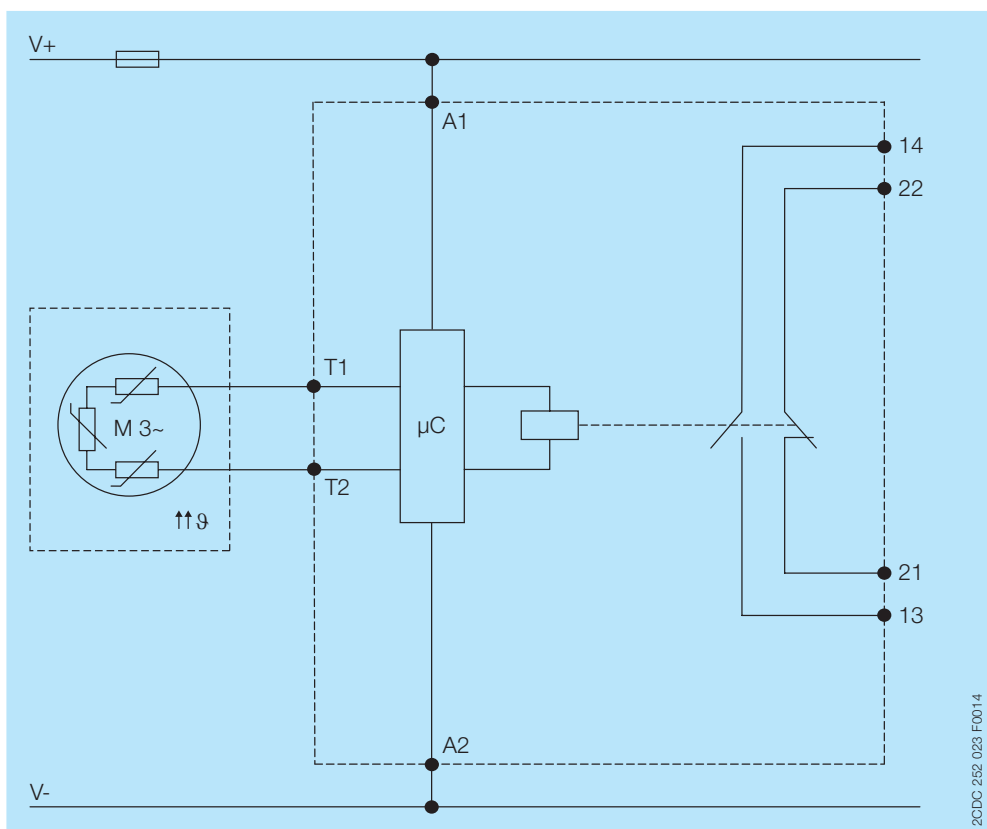 V+
A1
14
22
T1
M 3~
µC
T2
↑↑ϑ
21
13
A2
V-
2CDC 252 023 F0014